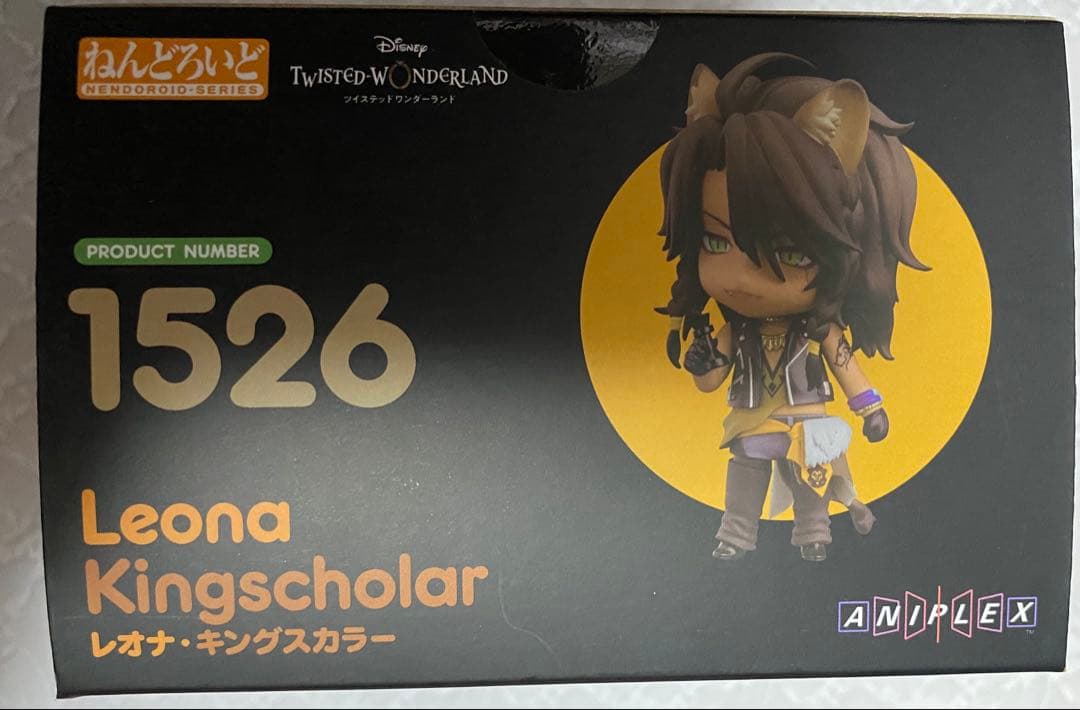 ねんどろいど
NENDOROID·SERIES
Disney
TWISTED-WONDERLAND
ツイステッドワンダーランド
PRODUCT NUMBER
1526
Leona
Kingscholar
レオナ・キングスカラー
ANIPLEX
TM